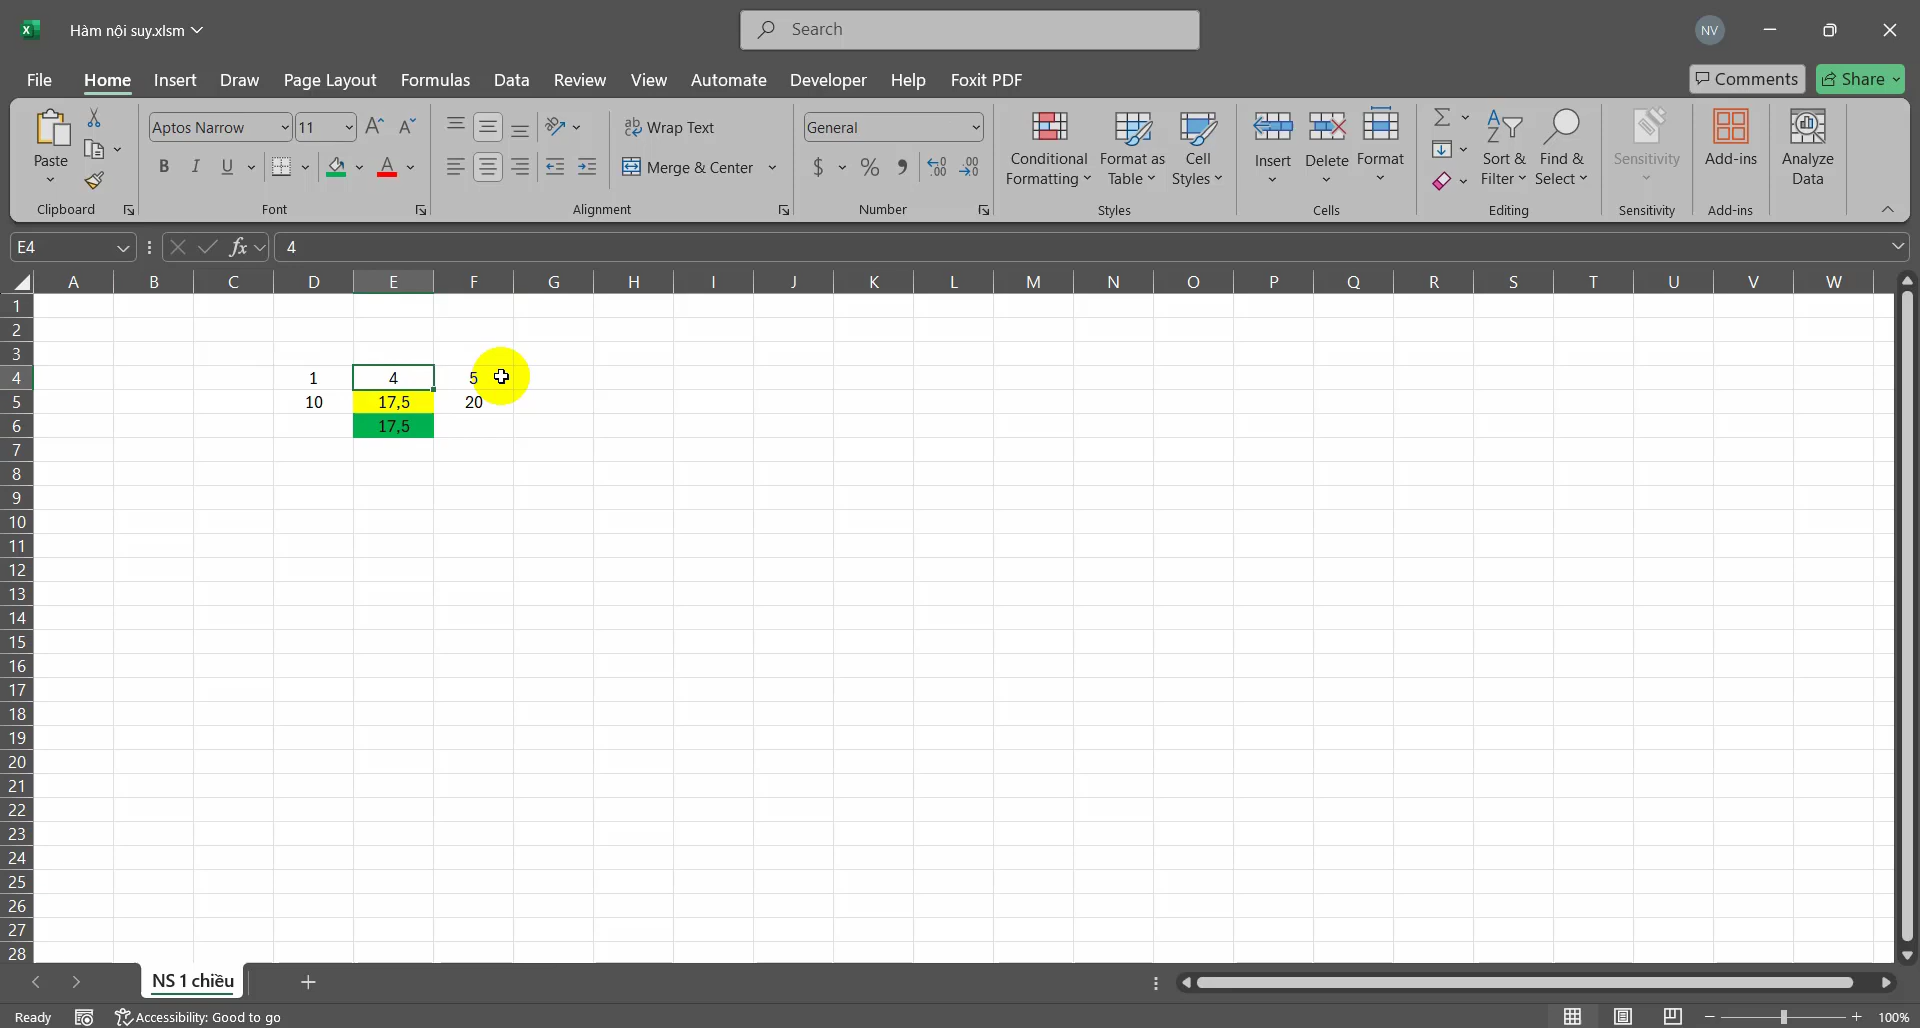 Hàm nội suy.xlsm
Search
NV
File Home Insert Draw Page Layout Formulas Data Review View Automate Developer Help Foxit PDF
Comments Share
Paste
Clipboard
Aptos Narrow 11
B I U A
Font
ab Wrap Text
Merge & Center
Alignment
General
$ % 9 ,00 ,00
Number
Conditional Formatting
Format as Table
Cell Styles
Styles
Insert Delete Format
Cells
Sort & Filter
Find & Select
Editing
Sensitivity
Sensitivity
Add-ins
Add-ins
Analyze Data
E4 fx 4
A B C D E F G H I J K L M N O P Q R S T U V W
1
2
3
4 1 4 5
5 10 17,5 20
6 17,5
7
8
9
10
11
12
13
14
15
16
17
18
19
20
21
22
23
24
25
26
27
28
NS 1 chiều
Ready Accessibility: Good to go 100%